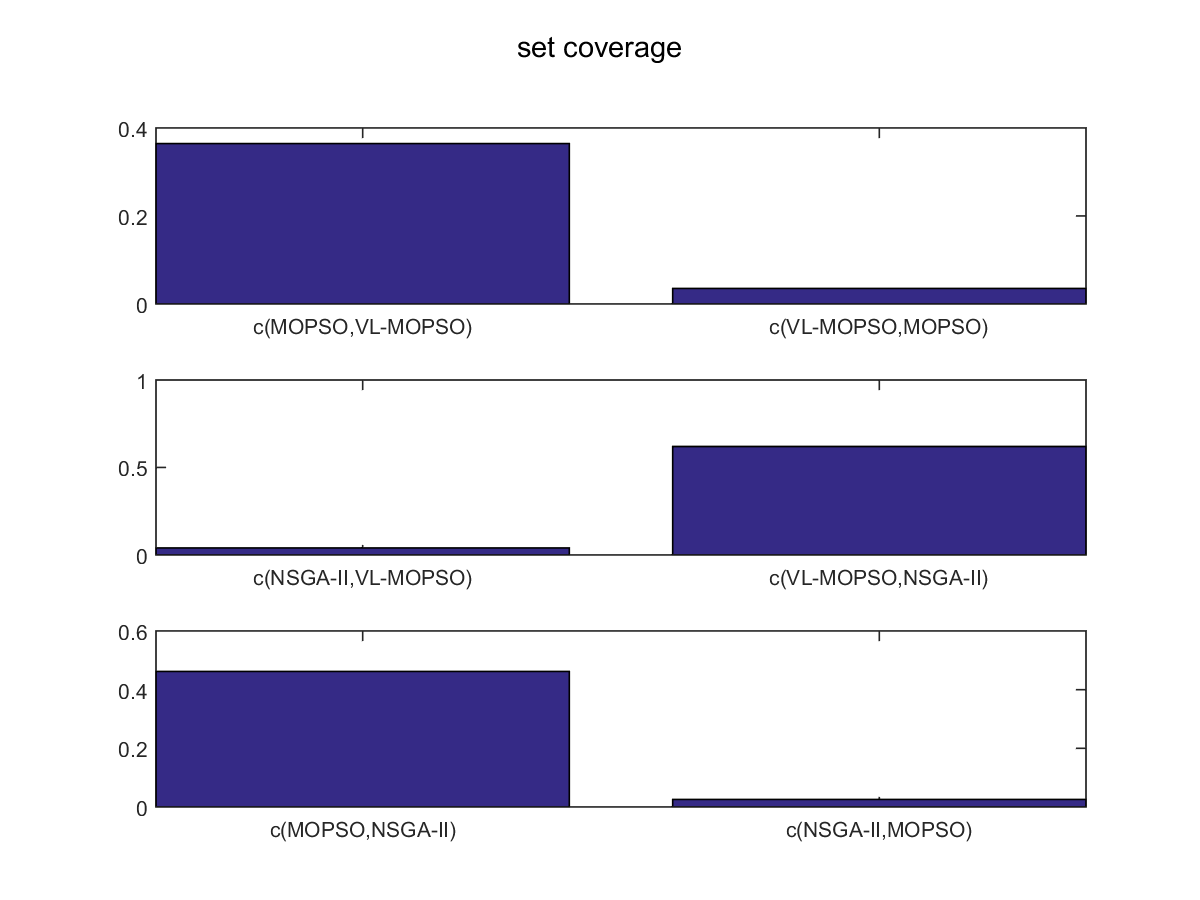 set coverage
0.4
0.2
0
c(MOPSO,VL-MOPSO) c(VL-MOPSO,MOPSO)
1
0.5
0
c(NSGA-II,VL-MOPSO) c(VL-MOPSO,NSGA-II)
0.6
0.4
0.2
0
c(MOPSO,NSGA-II) c(NSGA-II,MOPSO)